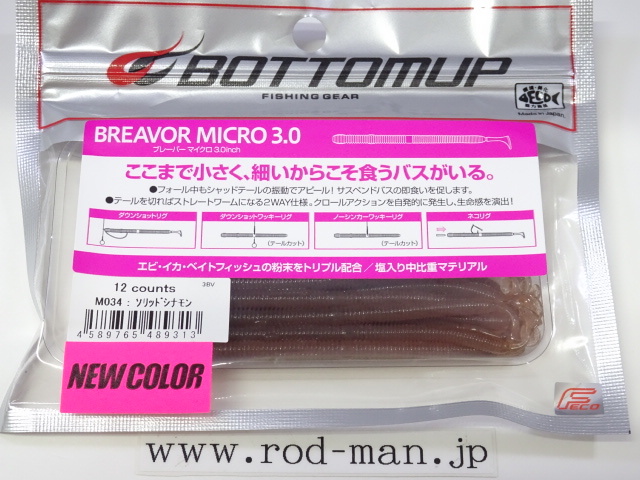 BOTTOMUP
FISHING GEAR
ECO
Made in Japan
BREAVOR MICRO 3.0
ブレーバー マイクロ 3.0inch
ここまで小さく、細いからこそ食うバスがいる。
●フォール中もシャッドテールの振動でアピール! サスペンドバスの即食いを促します。
●テールを切ればストレートワームになる2WAY仕様。クロールアクションを自発的に発生し、生命感を演出!
ダウンショットリグ
ダウンショットワッキーリグ
(テールカット)
ノーシンカーワッキーリグ
(テールカット)
ネコリグ
エビ・イカ・ベイトフィッシュの粉末をトリプル配合/塩入り中比重マテリアル
12 counts
3BV
M034 : ソリッドシナモン
4 589765 489313
NEW COLOR
FECO
www.rod-man.jp